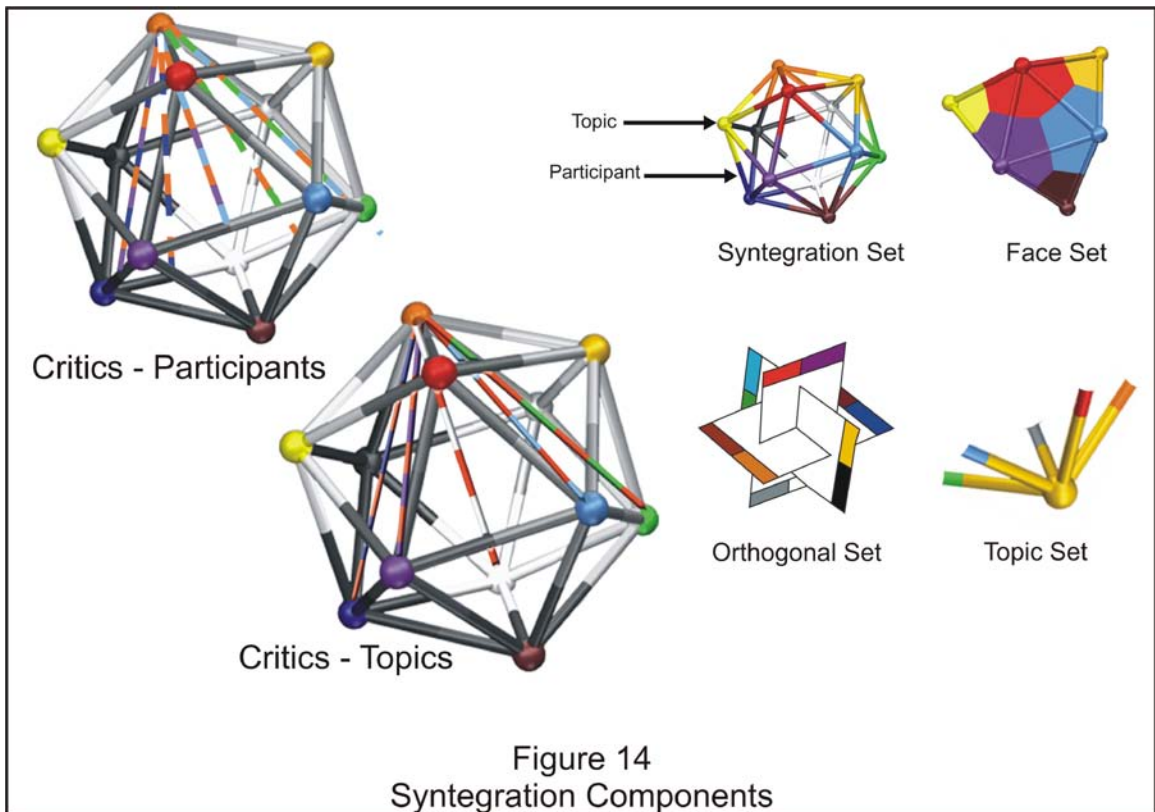 Critics - Participants
Critics - Topics
Topic
Participant
Syntegration Set
Face Set
Orthogonal Set
Topic Set
Figure 14
Syntegration Components